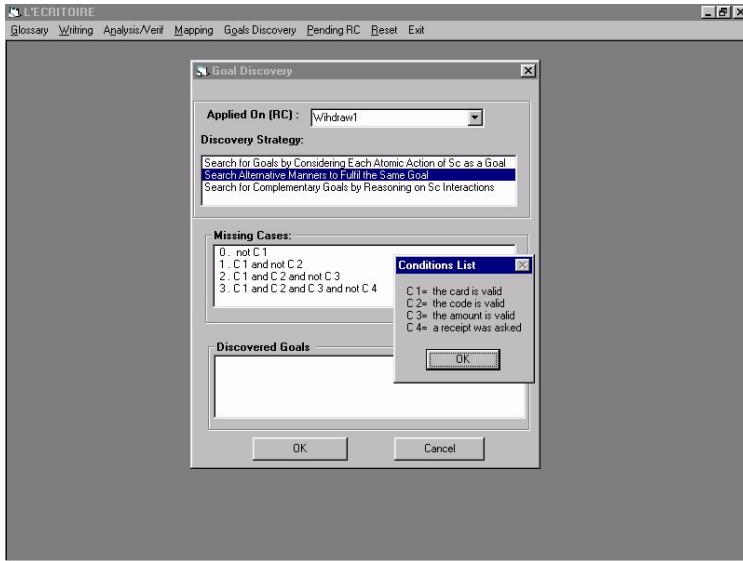 L'ECRITOIRE
Glossary Writring Analysis/Verif Mapping Goals Discovery Pending RC Reset Exit
Goal Discovery
Applied On (RC) : Wihdraw1
Discovery Strategy:
Search for Goals by Considering Each Atomic Action of Sc as a Goal
Search Alternative Manners to Fulfil the Same Goal
Search for Complementary Goals by Reasoning on Sc Interactions
Missing Cases:
0 . not C 1
1 . C 1 and not C 2
2 . C 1 and C 2 and not C 3
3 . C 1 and C 2 and C 3 and not C 4
Conditions List
C 1= the card is valid
C 2= the code is valid
C 3= the amount is valid
C 4= a receipt was asked
OK
Discovered Goals
OK Cancel